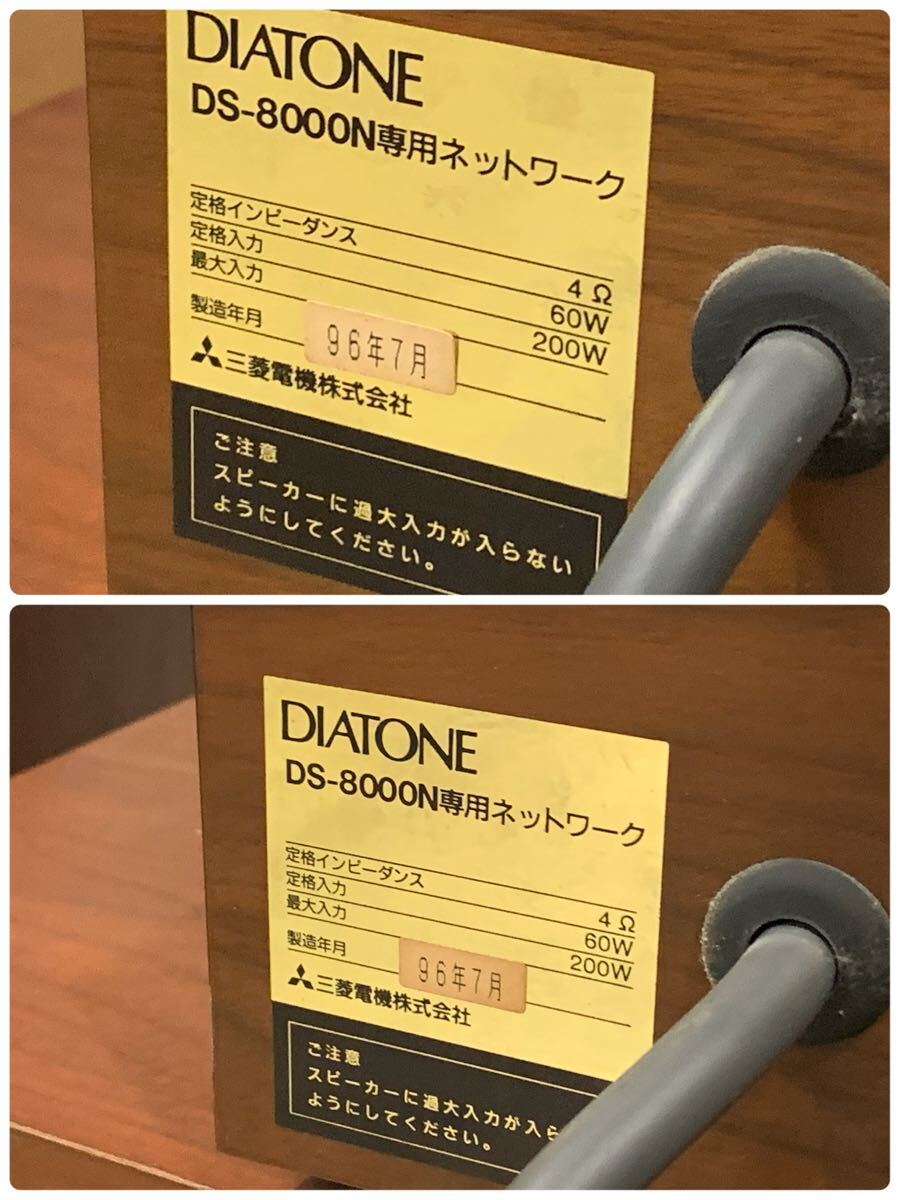 DIATONE
DS-8000N専用ネットワーク
定格インピーダンス 4Ω
定格入力 60W
最大入力 200W
製造年月 96年7月
三菱電機株式会社
ご注意
スピーカーに過大入力が入らない
ようにしてください。
DIATONE
DS-8000N専用ネットワーク
定格インピーダンス 4Ω
定格入力 60W
最大入力 200W
製造年月 96年7月
三菱電機株式会社
ご注意
スピーカーに過大入力が入ら
ようにしてください。